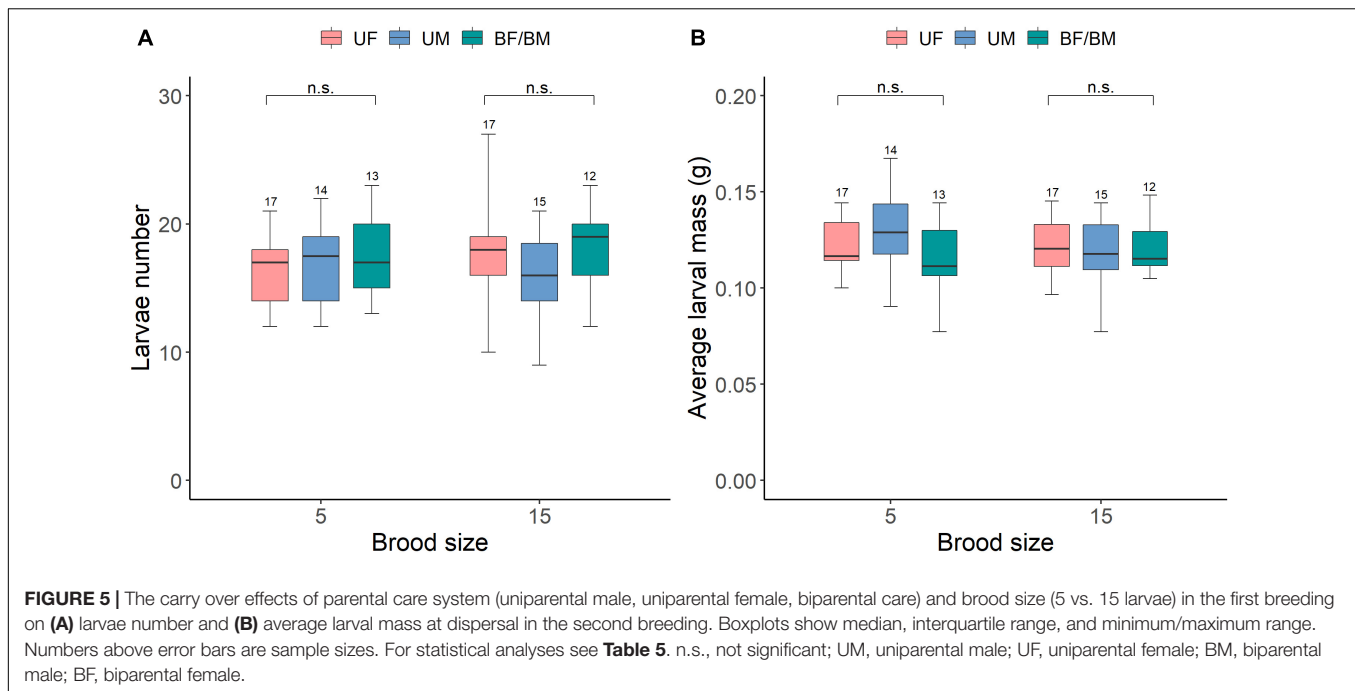 A
UF UM BF/BM
n.s. n.s.
17 14 13 17 15 12
30
20
10
0
Larvae number
5 15
Brood size
B
UF UM BF/BM
n.s. n.s.
17 14 13 17 15 12
0.20
0.15
0.10
0.05
0.00
Average larval mass (g)
5 15
Brood size
FIGURE 5 | The carry over effects of parental care system (uniparental male, uniparental female, biparental care) and brood size (5 vs. 15 larvae) in the first breeding
on (A) larvae number and (B) average larval mass at dispersal in the second breeding. Boxplots show median, interquartile range, and minimum/maximum range.
Numbers above error bars are sample sizes. For statistical analyses see Table 5. n.s., not significant; UM, uniparental male; UF, uniparental female; BM, biparental
male; BF, biparental female.